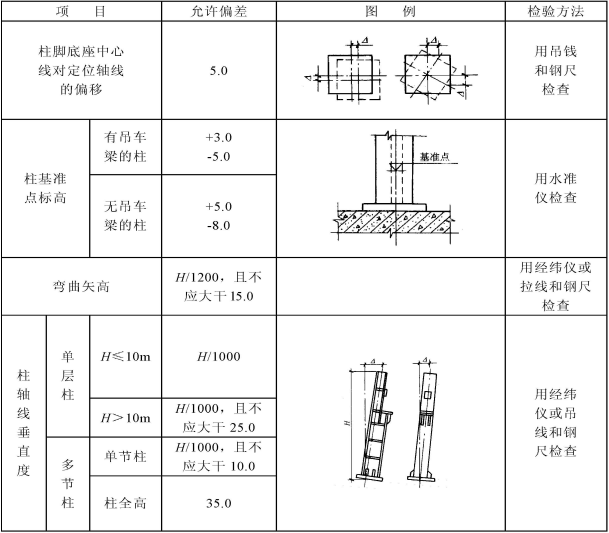 项 目 允许偏差 图 例 检验方法
柱脚底座中心
线对定位轴线
的偏移
5.0
Δ
Δ
Δ
Δ
用吊钱
和钢尺
检查
柱基准
点标高
有吊车
梁的柱
+3.0
-5.0
无吊车
梁的柱
+5.0
-8.0
基准点
用水准
仪检查
弯曲矢高
H/1200，且不
应大干15.0
用经纬仪或
拉线和钢尺
检查
柱
轴
线
垂
直
度
单
层
柱
H≤10m
H/1000
H＞10m
H/1000，且不
应大干 25.0
多
节
柱
单节柱
H/1000，且不
应大干 10.0
柱全高
35.0
Δ
Δ
H
用经纬
仪或吊
线和钢
尺检查